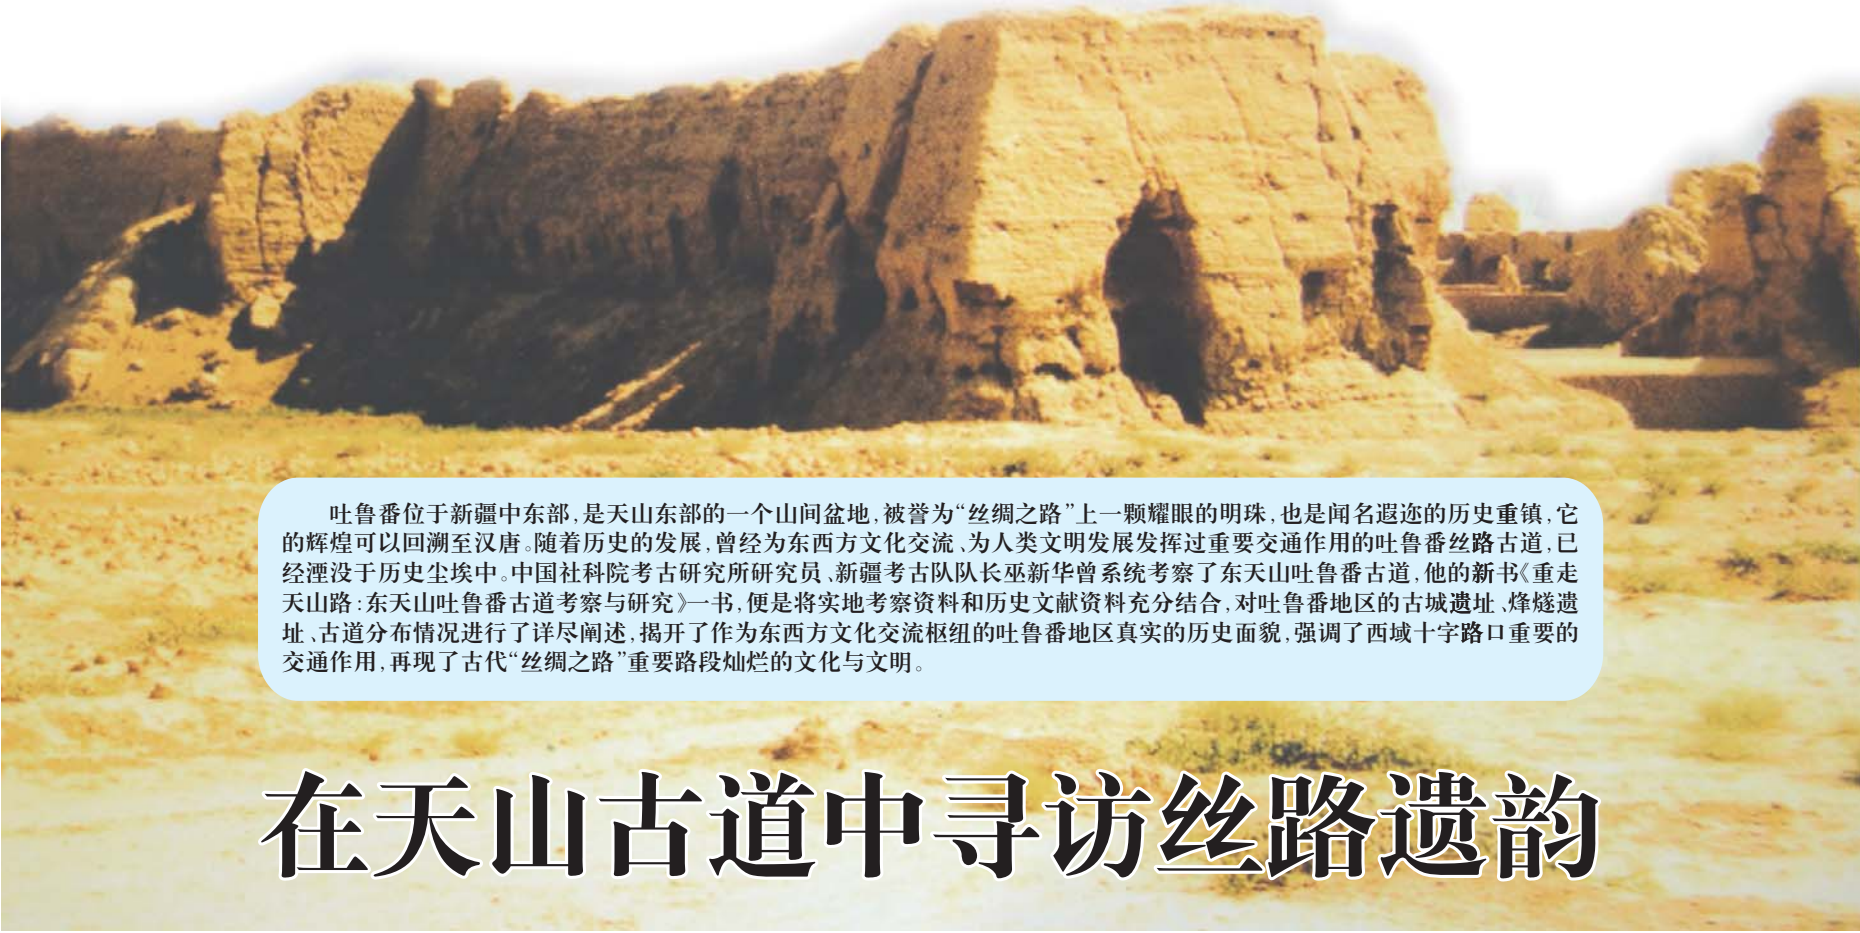 吐鲁番位于新疆中东部，是天山东部的一个山间盆地，被誉为“丝绸之路”上一颗耀眼的明珠，也是闻名遐迩的历史重镇，它
的辉煌可以回溯至汉唐。随着历史的发展，曾经为东西方文化交流、为人类文明发展发挥过重要交通作用的吐鲁番丝路古道，已
经湮没于历史尘埃中。中国社科院考古研究所研究员、新疆考古队队长巫新华曾系统考察了东天山吐鲁番古道，他的新书《重走
天山路：东天山吐鲁番古道考察与研究》一书，便是将实地考察资料和历史文献资料充分结合，对吐鲁番地区的古城遗址、烽燧遗
址、古道分布情况进行了详尽阐述，揭开了作为东西方文化交流枢纽的吐鲁番地区真实的历史面貌，强调了西域十字路口重要的
交通作用，再现了古代“丝绸之路”重要路段灿烂的文化与文明。
在天山古道中寻访丝路遗韵